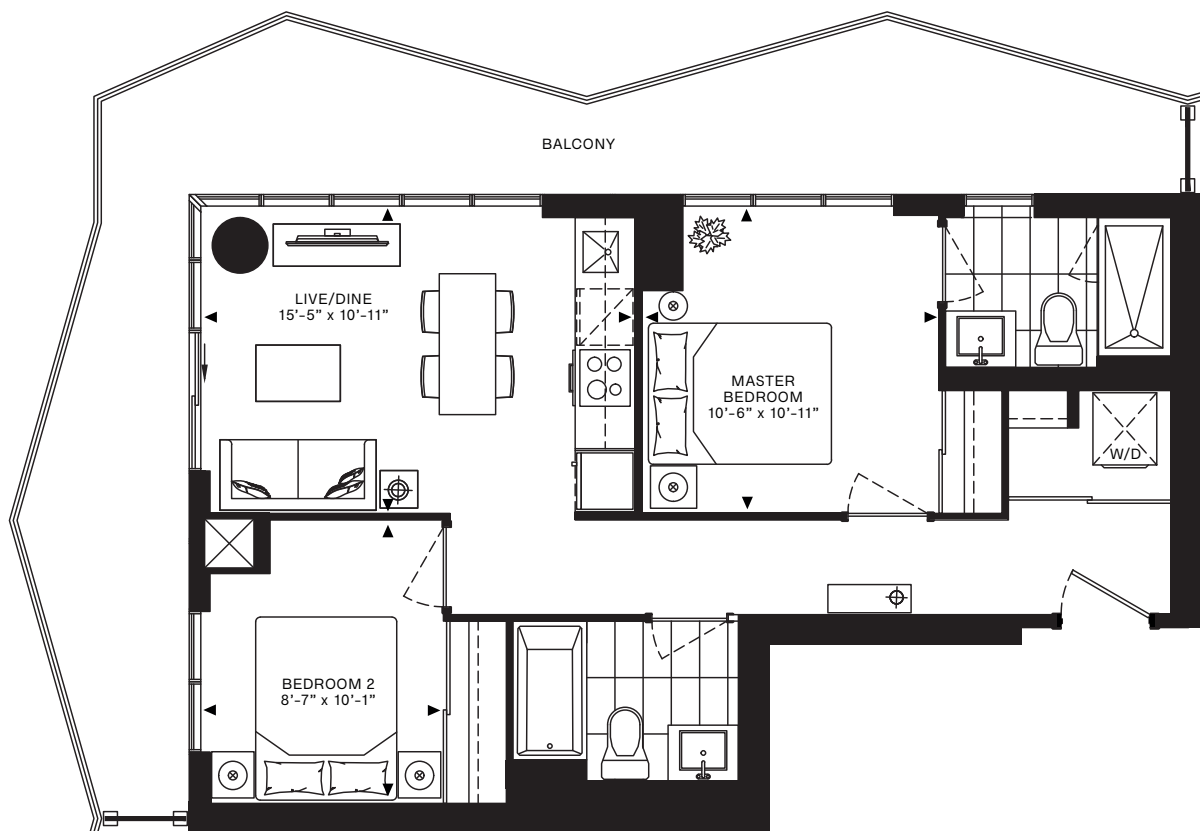 BALCONY
LIVE/DINE
15'-5" x 10'-11"
MASTER
BEDROOM
10'-6" x 10'-11"
W/D
BEDROOM 2
8'-7" x 10'-1"